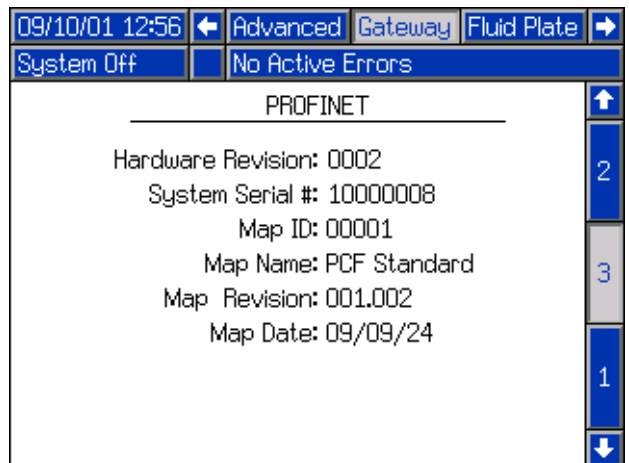 09/10/01 12:56 Advanced Gateway Fluid Plate
System Off No Active Errors
PROFINET
Hardware Revision: 0002
System Serial #: 10000008
Map ID: 00001
Map Name: PCF Standard
Map Revision: 001.002
Map Date: 09/09/24
2
3
1